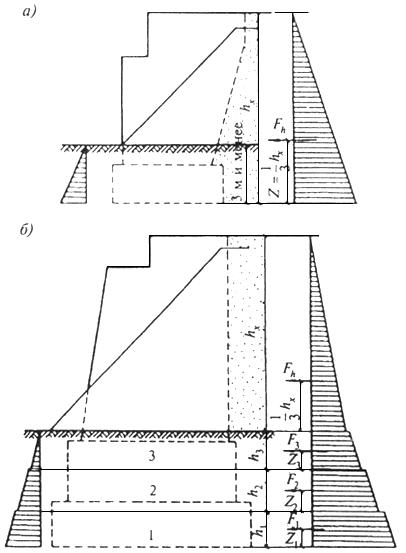 а)
h_x
3 м и менее
F_h
Z = 1/3 h_x
б)
h_x
F_h
1/3 h_x
3
h_3
F_3
Z_3
2
h_2
F_2
Z_2
1
h_1
F_1
Z_1